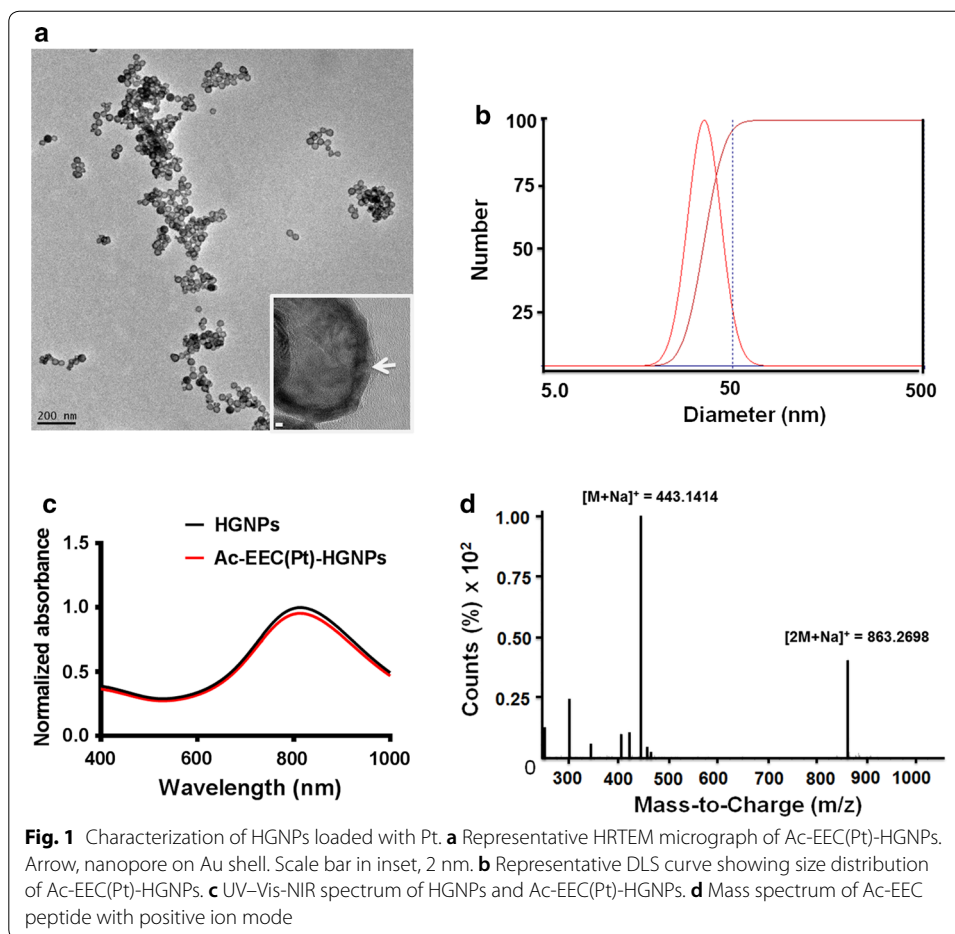 a
200 nm
b
100
75
50
25
Number
5.0
50
500
Diameter (nm)
c
HGNPs
Ac-EEC(Pt)-HGNPs
1.5
1.0
0.5
0.0
Normalized absorbance
400
600
800
1000
Wavelength (nm)
d
[M+Na]⁺ = 443.1414
[2M+Na]⁺ = 863.2698
1.00
0.75
0.50
0.25
0
Counts (%) x 10²
300
400
500
600
700
800
900
1000
Mass-to-Charge (m/z)
Fig. 1 Characterization of HGNPs loaded with Pt. a Representative HRTEM micrograph of Ac-EEC(Pt)-HGNPs.
Arrow, nanopore on Au shell. Scale bar in inset, 2 nm. b Representative DLS curve showing size distribution
of Ac-EEC(Pt)-HGNPs. c UV–Vis-NIR spectrum of HGNPs and Ac-EEC(Pt)-HGNPs. d Mass spectrum of Ac-EEC
peptide with positive ion mode